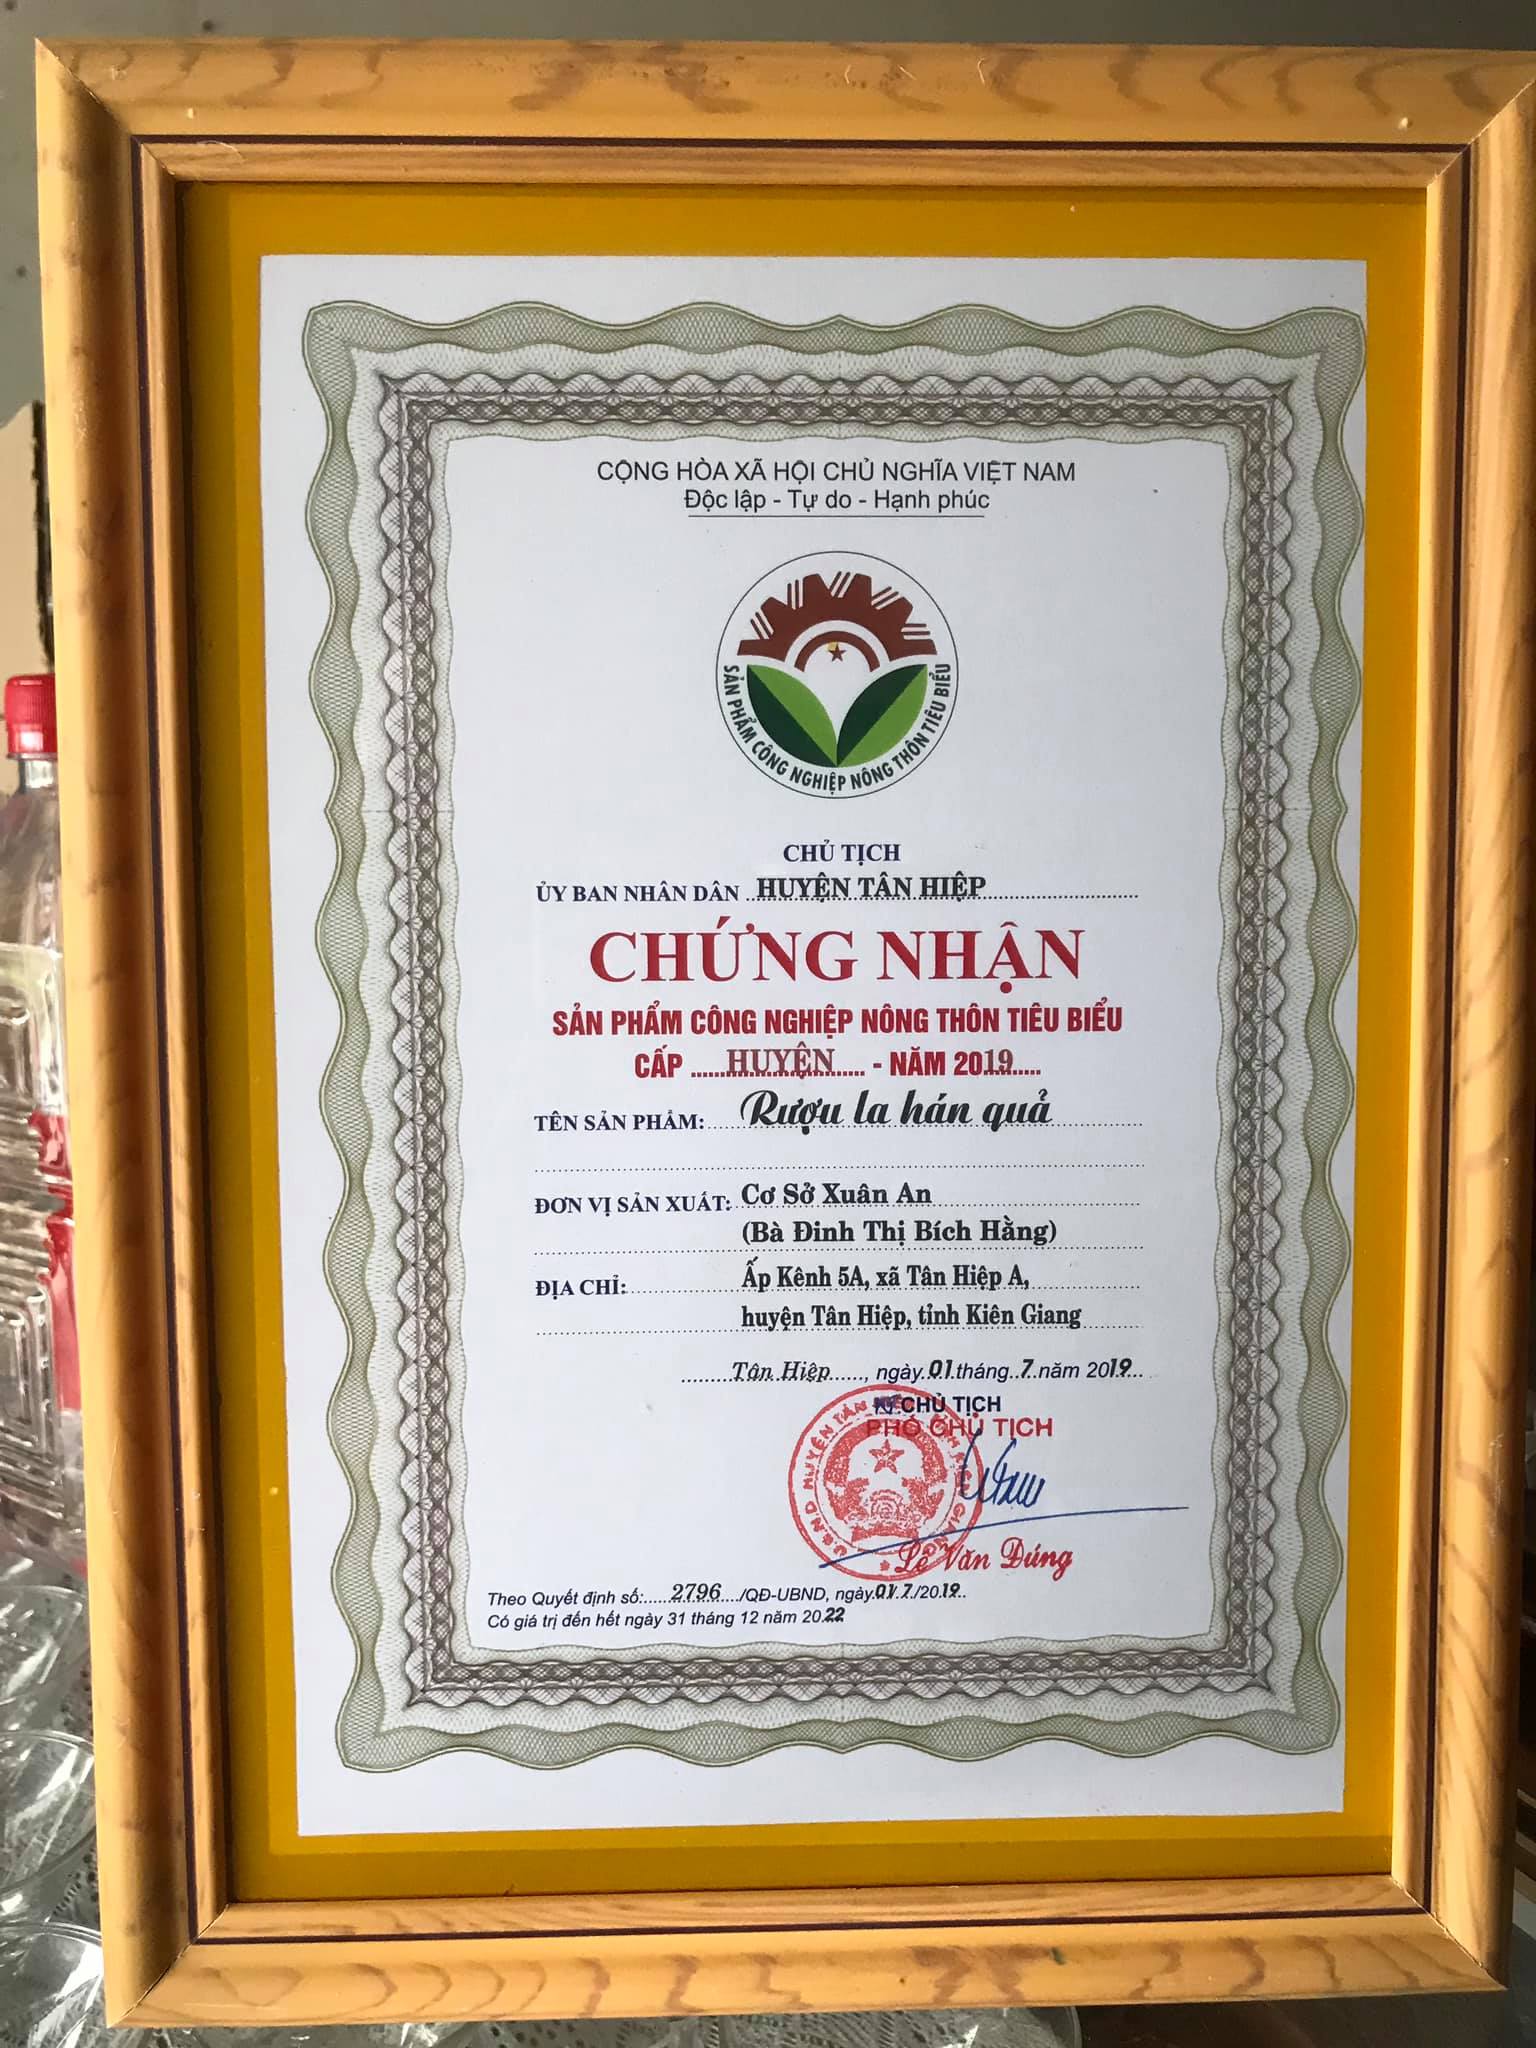 CỘNG HÒA XÃ HỘI CHỦ NGHĨA VIỆT NAM
Độc lập - Tự do - Hạnh phúc
SẢN PHẨM CÔNG NGHIỆP NÔNG THÔN TIÊU BIỂU
CHỦ TỊCH
ỦY BAN NHÂN DÂN HUYỆN TÂN HIỆP
CHỨNG NHẬN
SẢN PHẨM CÔNG NGHIỆP NÔNG THÔN TIÊU BIỂU
CẤP ......HUYỆN...... - NĂM 2019.....
TÊN SẢN PHẨM: Rượu la hán quả
ĐƠN VỊ SẢN XUẤT: Cơ Sở Xuân An
(Bà Đinh Thị Bích Hằng)
ĐỊA CHỈ: Ấp Kênh 5A, xã Tân Hiệp A,
huyện Tân Hiệp, tỉnh Kiên Giang
Tân Hiệp......, ngày 01 tháng 7 năm 2019
CHỦ TỊCH
PHÓ CHỦ TỊCH
U.B.N.D HUYỆN TÂN
Lê Văn Dúng
Theo Quyết định số:.....2796..../QĐ-UBND, ngày 01/7/2019
Có giá trị đến hết ngày 31 tháng 12 năm 2022